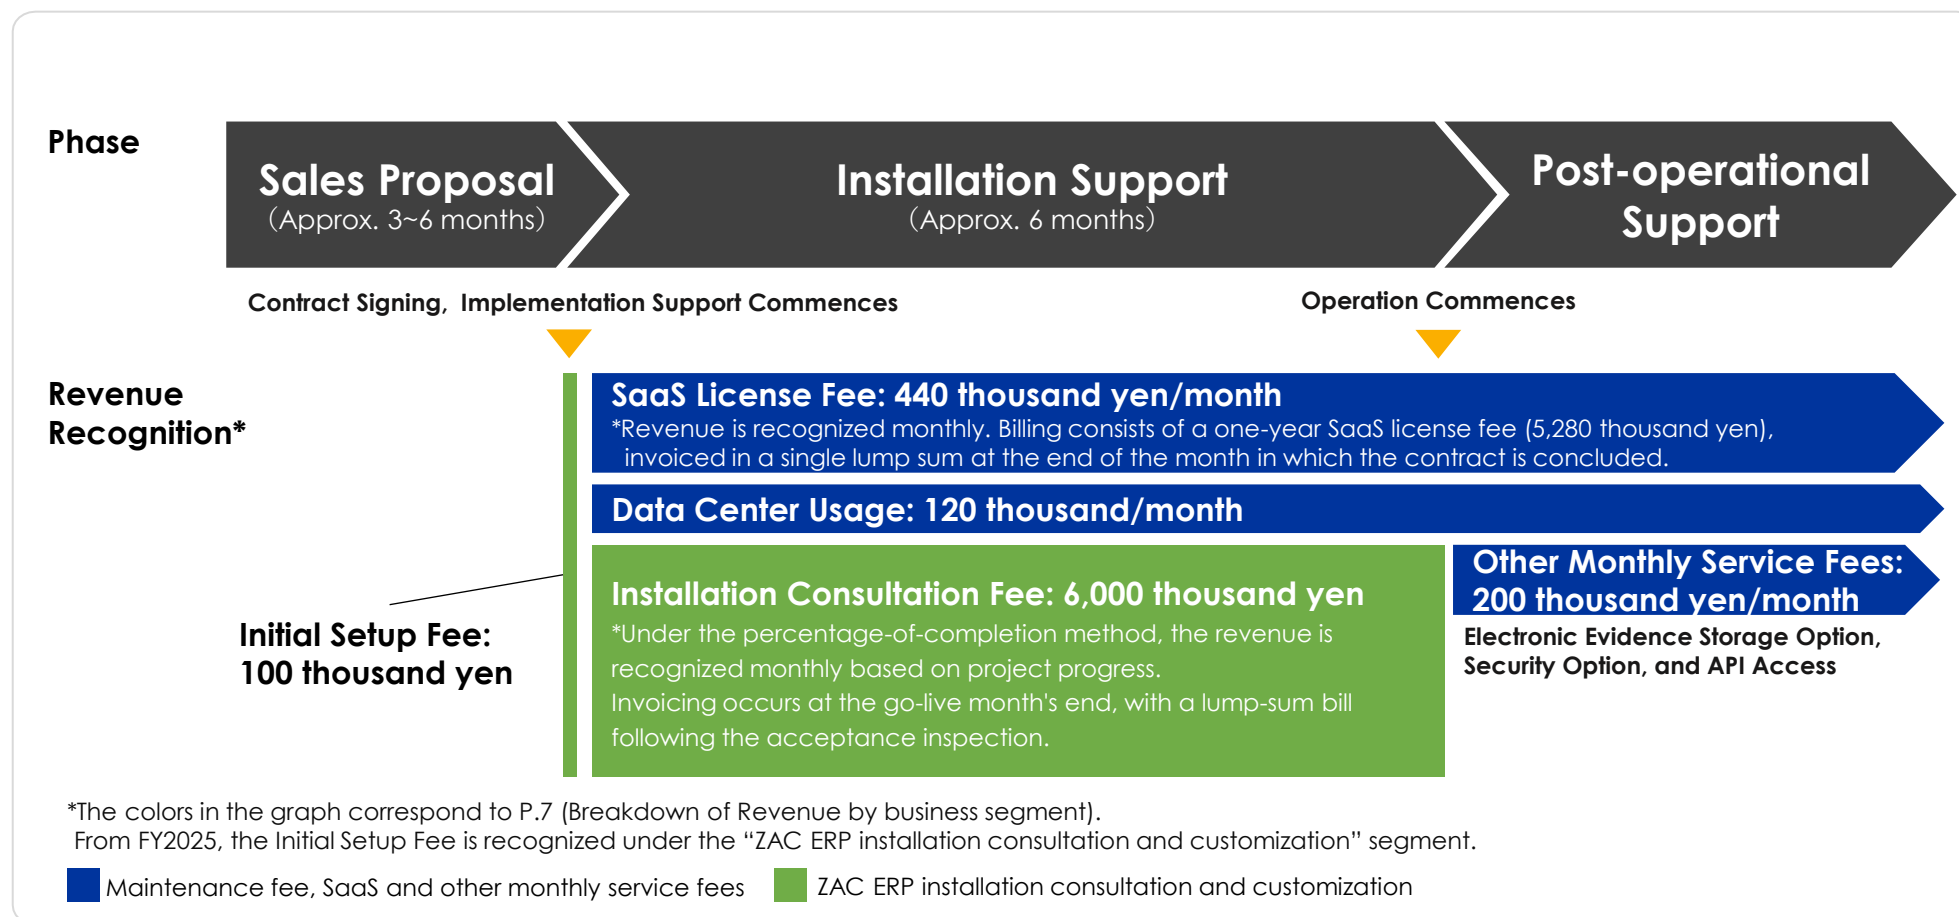 Phase
Sales Proposal
（Approx. 3~6 months）
Installation Support
（Approx. 6 months）
Post-operational
Support
Contract Signing, Implementation Support Commences
Operation Commences
Revenue
Recognition*
SaaS License Fee: 440 thousand yen/month
*Revenue is recognized monthly. Billing consists of a one-year SaaS license fee (5,280 thousand yen),
invoiced in a single lump sum at the end of the month in which the contract is concluded.
Data Center Usage: 120 thousand/month
Initial Setup Fee:
100 thousand yen
Installation Consultation Fee: 6,000 thousand yen
*Under the percentage-of-completion method, the revenue is
recognized monthly based on project progress.
Invoicing occurs at the go-live month's end, with a lump-sum bill
following the acceptance inspection.
Other Monthly Service Fees:
200 thousand yen/month
Electronic Evidence Storage Option,
Security Option, and API Access
*The colors in the graph correspond to P.7 (Breakdown of Revenue by business segment).
From FY2025, the Initial Setup Fee is recognized under the “ZAC ERP installation consultation and customization” segment.
Maintenance fee, SaaS and other monthly service fees
ZAC ERP installation consultation and customization